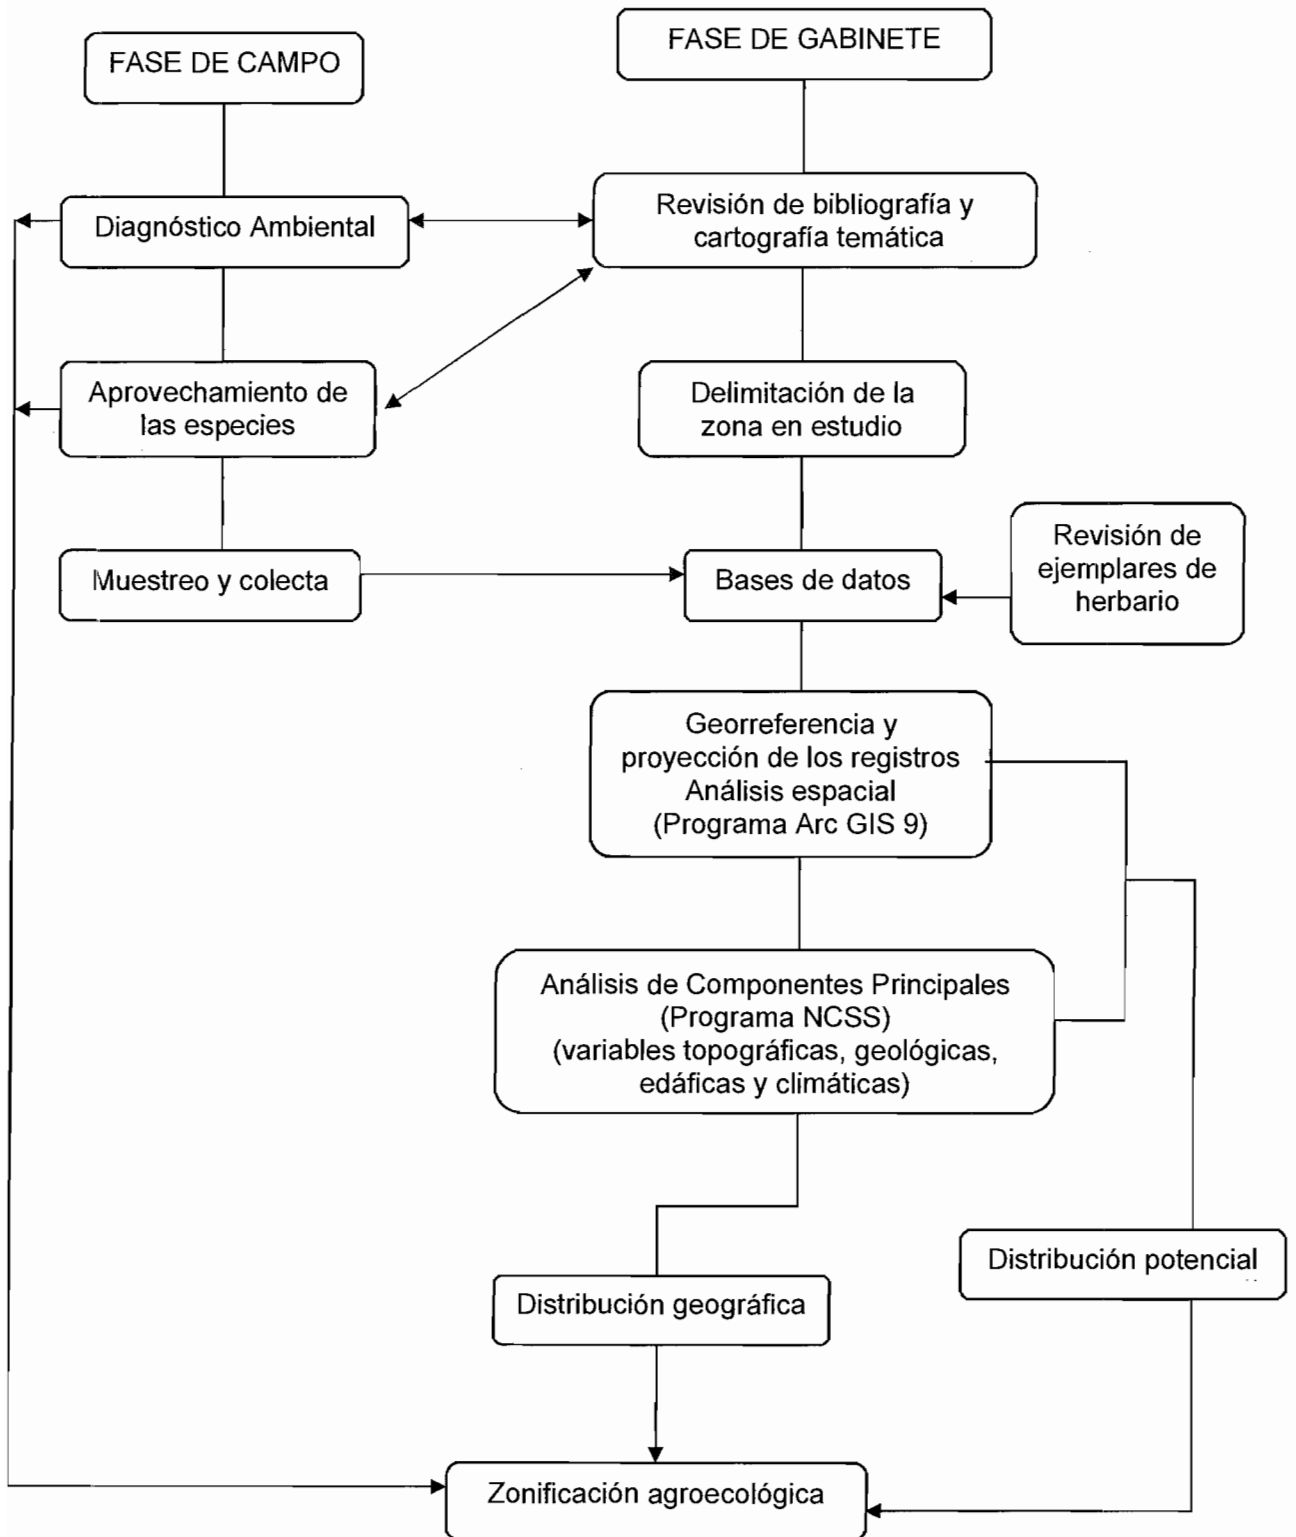 FASE DE GABINETE
FASE DE CAMPO
Diagnóstico Ambiental
Revisión de bibliografía y
cartografía temática
Aprovechamiento de
las especies
Delimitación de la
zona en estudio
Muestreo y colecta
Bases de datos
Revisión de
ejemplares de
herbario
Georreferencia y
proyección de los registros
Análisis espacial
(Programa Arc GIS 9)
Análisis de Componentes Principales
(Programa NCSS)
(variables topográficas, geológicas,
edáficas y climáticas)
Distribución potencial
Distribución geográfica
Zonificación agroecológica